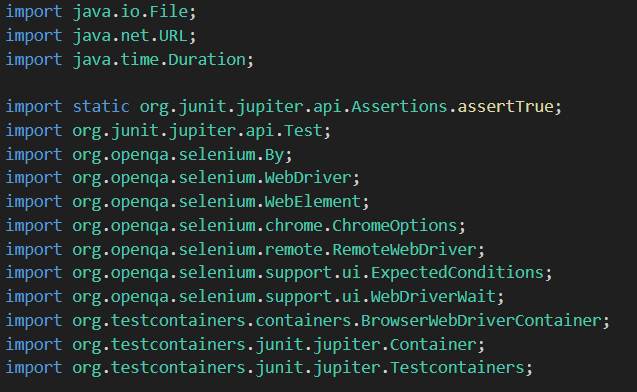 import java.io.File;
import java.net.URL;
import java.time.Duration;
import static org.junit.jupiter.api.Assertions.assertTrue;
import org.junit.jupiter.api.Test;
import org.openqa.selenium.By;
import org.openqa.selenium.WebDriver;
import org.openqa.selenium.WebElement;
import org.openqa.selenium.chrome.ChromeOptions;
import org.openqa.selenium.remote.RemoteWebDriver;
import org.openqa.selenium.support.ui.ExpectedConditions;
import org.openqa.selenium.support.ui.WebDriverWait;
import org.testcontainers.containers.BrowserWebDriverContainer;
import org.testcontainers.junit.jupiter.Container;
import org.testcontainers.junit.jupiter.Testcontainers;